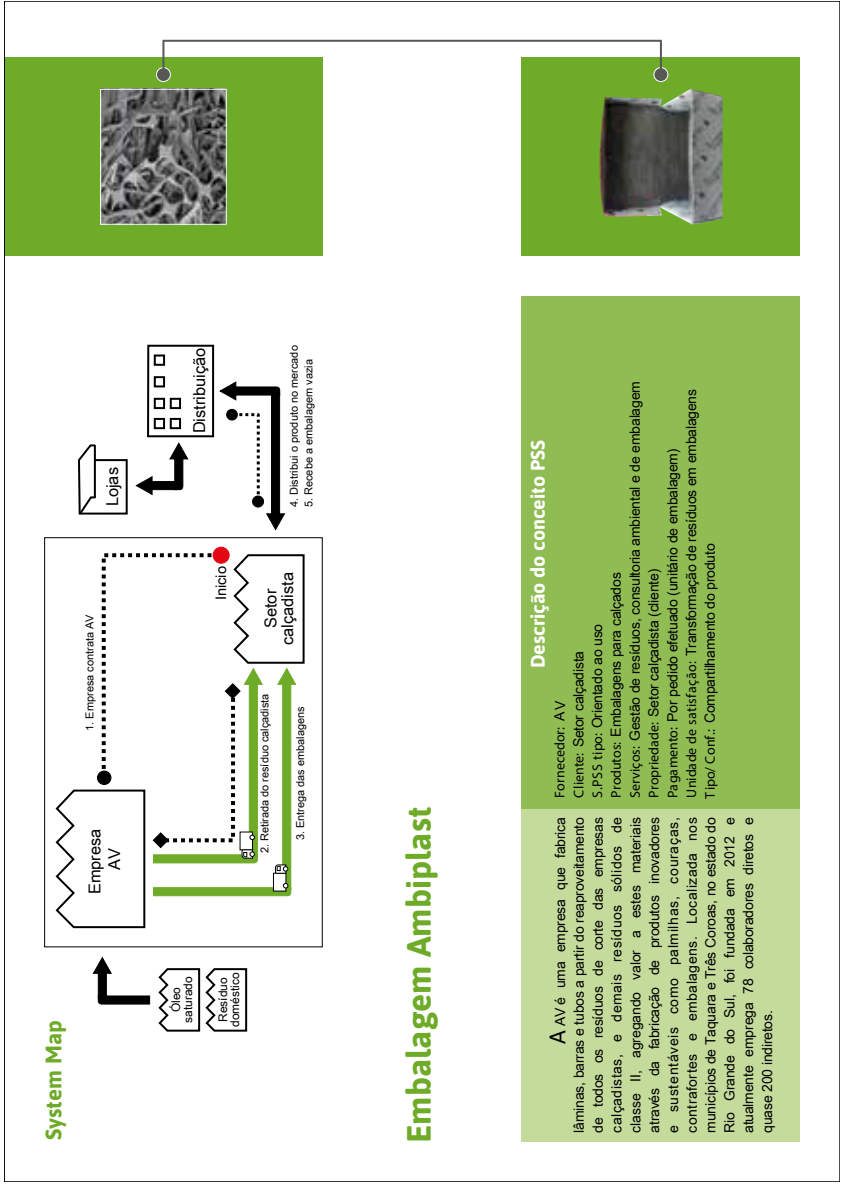 System Map
Óleo
saturado
Resíduo
doméstico
Empresa
AV
1. Empresa contrata AV
2. Retirada do resíduo calçadista
3. Entrega das embalagens
Inicio
Setor
calçadista
Lojas
Distribuição
4. Distribui o produto no mercado
5. Recebe a embalagem vazia
Embalagem Ambiplast
A AV é uma empresa que fabrica
lâminas, barras e tubos a partir do reaproveitamento
de todos os resíduos de corte das empresas
calçadistas, e demais resíduos sólidos de
classe II, agregando valor a estes materiais
através da fabricação de produtos inovadores
e sustentáveis como palmilhas, couraças,
contrafortes e embalagens. Localizada nos
municípios de Taquara e Três Coroas, no estado do
Rio Grande do Sul, foi fundada em 2012 e
atualmente emprega 78 colaboradores diretos e
quase 200 indiretos.
Descrição do conceito PSS
Fornecedor: AV
Cliente: Setor calçadista
S.PSS tipo: Orientado ao uso
Produtos: Embalagens para calçados
Serviços: Gestão de resíduos, consultoria ambiental e de embalagem
Propriedade: Setor calçadista (cliente)
Pagamento: Por pedido efetuado (unitário de embalagem)
Unidade de satisfação: Transformação de resíduos em embalagens
Tipo/ Conf.: Compartilhamento do produto